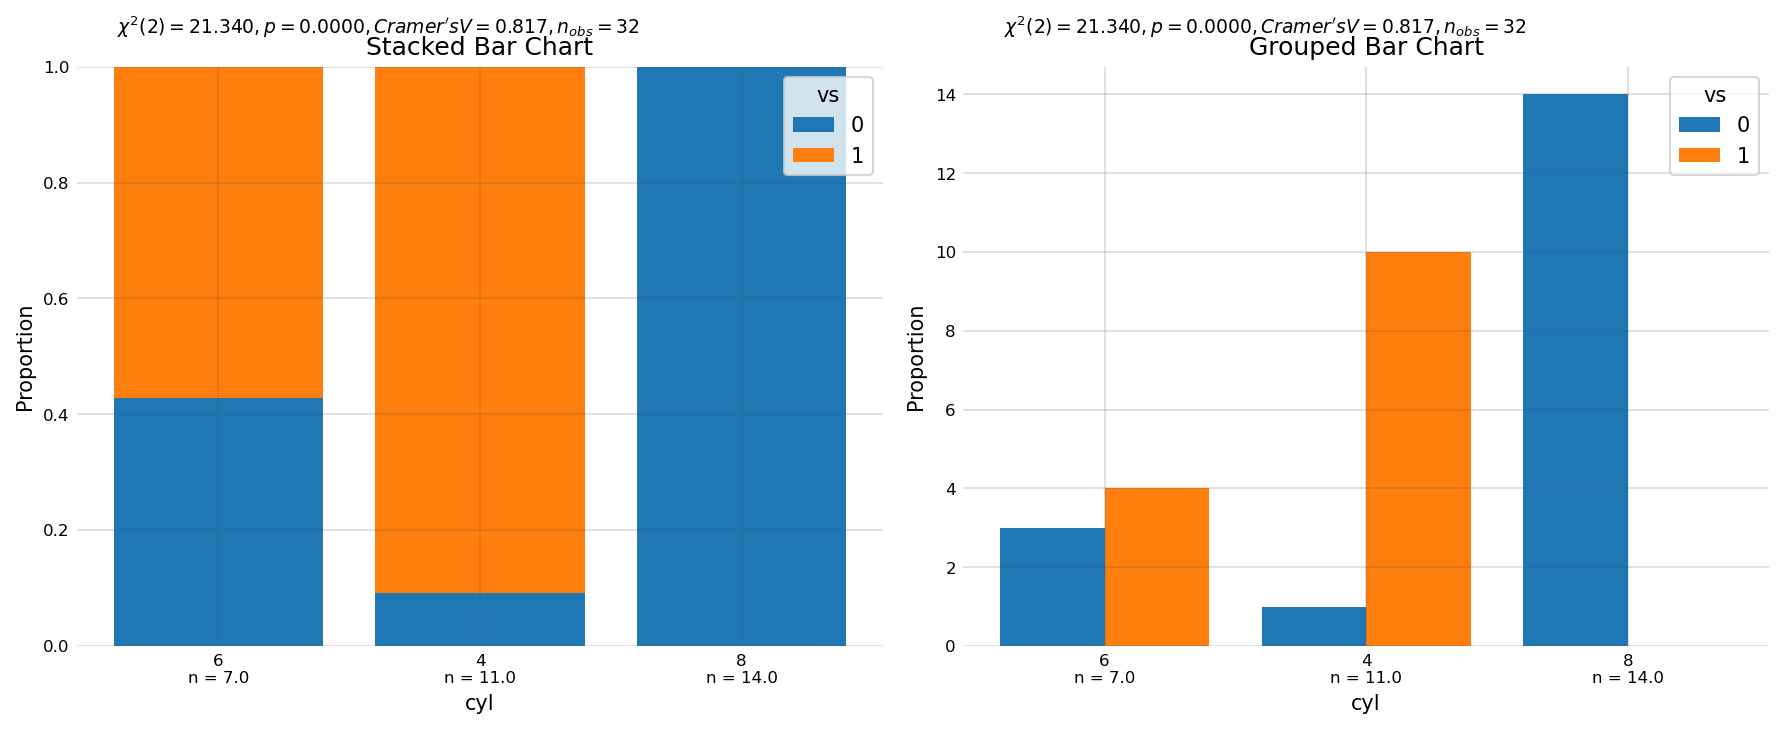 χ²(2) = 21.340, p = 0.0000, Cramer'sV = 0.817, n_obs = 32
Stacked Bar Chart
1.0
0.8
0.6
0.4
0.2
0.0
Proportion
vs
0
1
6
n = 7.0
4
n = 11.0
8
n = 14.0
cyl
χ²(2) = 21.340, p = 0.0000, Cramer'sV = 0.817, n_obs = 32
Grouped Bar Chart
14
12
10
8
6
4
2
0
Proportion
vs
0
1
6
n = 7.0
4
n = 11.0
8
n = 14.0
cyl